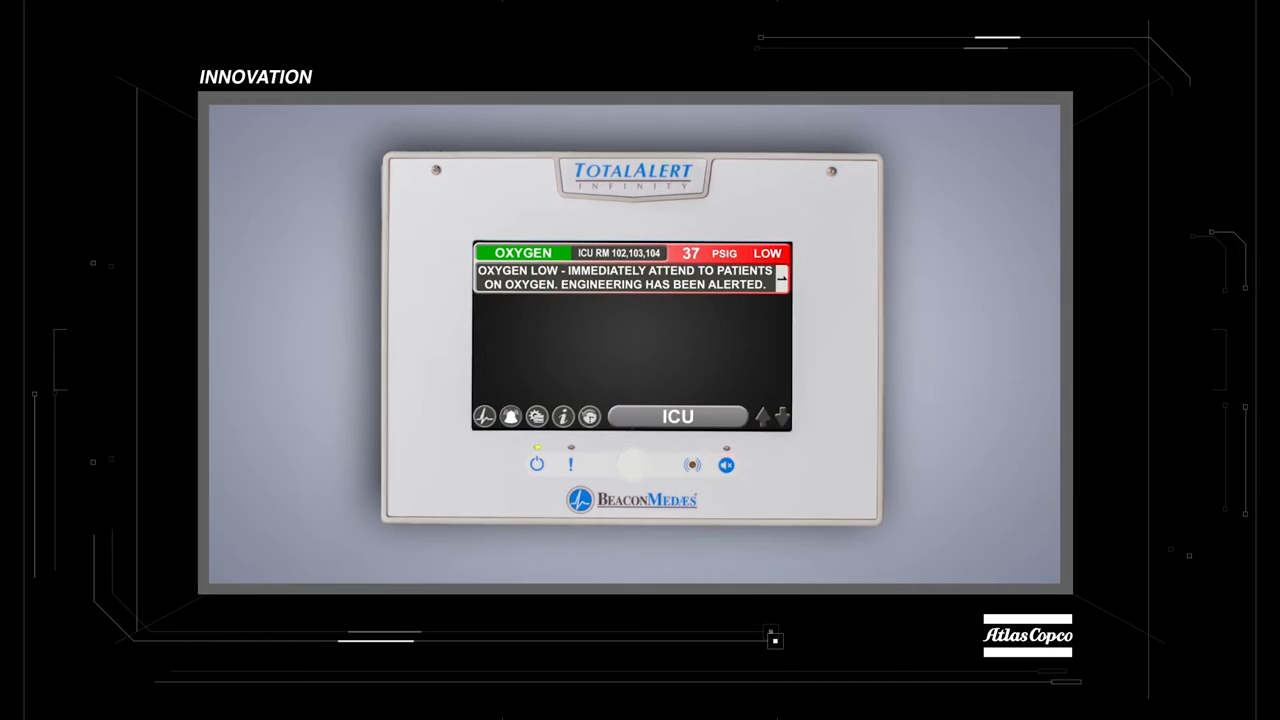 INNOVATION
TOTALALERT
INFINITY
OXYGEN ICU RM 102,103,104 37 PSIG LOW
OXYGEN LOW - IMMEDIATELY ATTEND TO PATIENTS
ON OXYGEN. ENGINEERING HAS BEEN ALERTED.
1
ICU
BEACONMEDÆS
Atlas Copco